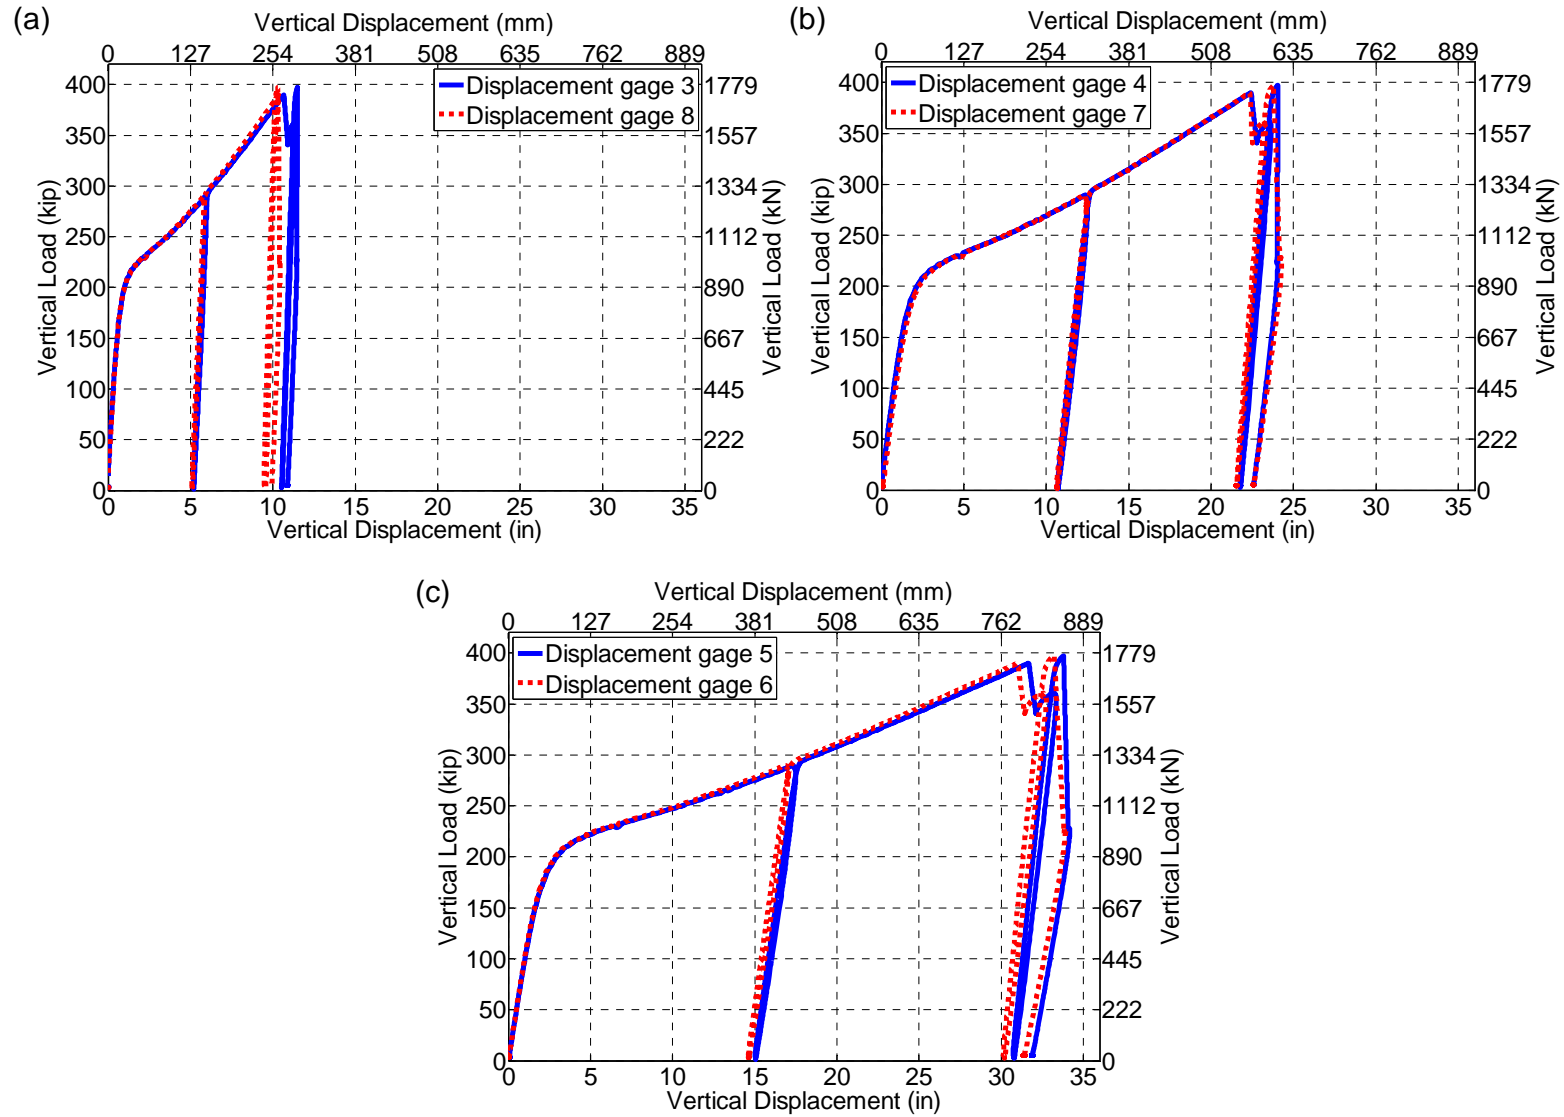 (a)
Vertical Displacement (mm)
0 127 254 381 508 635 762 889
Displacement gage 3
Displacement gage 8
Vertical Load (kip)
400
350
300
250
200
150
100
50
0
Vertical Load (kN)
1779
1557
1334
1112
890
667
445
222
0
0 5 10 15 20 25 30 35
Vertical Displacement (in)
(b)
Vertical Displacement (mm)
0 127 254 381 508 635 762 889
Displacement gage 4
Displacement gage 7
Vertical Load (kip)
400
350
300
250
200
150
100
50
0
Vertical Load (kN)
1779
1557
1334
1112
890
667
445
222
0
0 5 10 15 20 25 30 35
Vertical Displacement (in)
(c)
Vertical Displacement (mm)
0 127 254 381 508 635 762 889
Displacement gage 5
Displacement gage 6
Vertical Load (kip)
400
350
300
250
200
150
100
50
0
Vertical Load (kN)
1779
1557
1334
1112
890
667
445
222
0
0 5 10 15 20 25 30 35
Vertical Displacement (in)